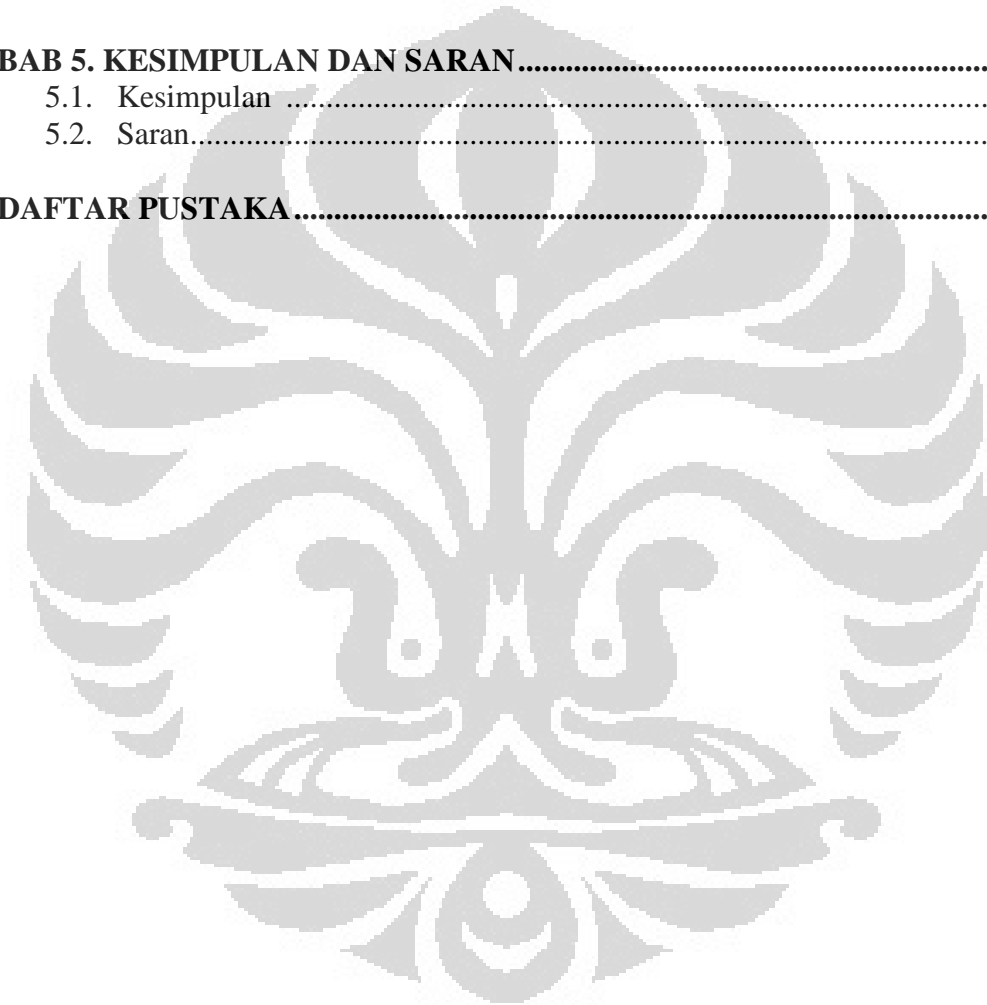 BAB 5. KESIMPULAN DAN SARAN..........................................................
5.1. Kesimpulan ........................................................................................
5.2. Saran....................................................................................................
DAFTAR PUSTAKA.......................................................................................